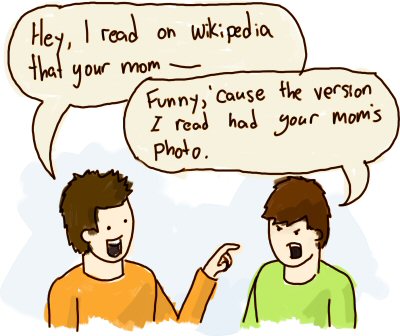 Hey, I read on Wikipedia
that your mom —
Funny, 'cause the version
I read had your mom's
photo.